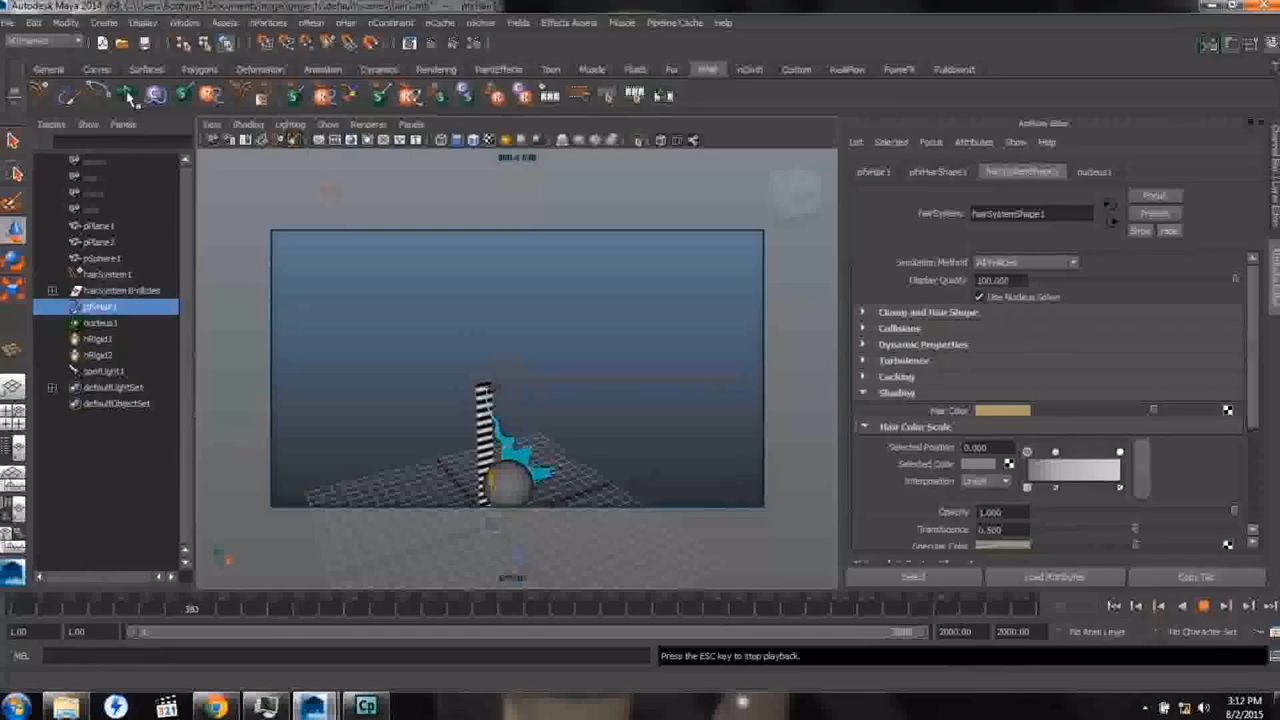 Autodesk Maya 2014 x64
Edit Modify Create Display Window Assets nParticles nMesh nHair nConstraint nCache nSolver Fields Effects Assets Muscle Pipeline Cache Help
General Curves Surfaces Polygons Deformation Animation Dynamics Rendering PaintEffects Toon Muscle Fluids Fur nHair nCloth Custom RealFlow FumeFX
Display Show Panels
View Shading Lighting Show Renderer Panels
Attribute Editor
List Selected Focus Attributes Show Help
pfxHair1 pfxHairShape1 hairSystemShape1 nucleus1
Focus
Presets
Show Hide
hairSystem: hairSystemShape1
pPlane1
pPlane2
pSphere1
hairSystem1
hairSystem1Follicles
pfxHair1
nucleus1
nRigid1
nRigid2
spotLight1
defaultLightSet
defaultObjectSet
Simulation Method All Follicles
Display Quality 100.000
Use Nucleus Solver
Clump and Hair Shape
Collisions
Dynamic Properties
Turbulence
Caching
Shading
Hair Color
Hair Color Scale
Selected Position 0.000
Selected Color
Interpolation Linear
Opacity 1.000
Translucence 0.500
Specular Color
Select Load Attributes Copy Tab
1.00 1.00 2000.00 2000.00 No Anim Layer No Character Set
MEL Press the ESC key to stop playback.
Cp
3:12 PM
8/2/2015